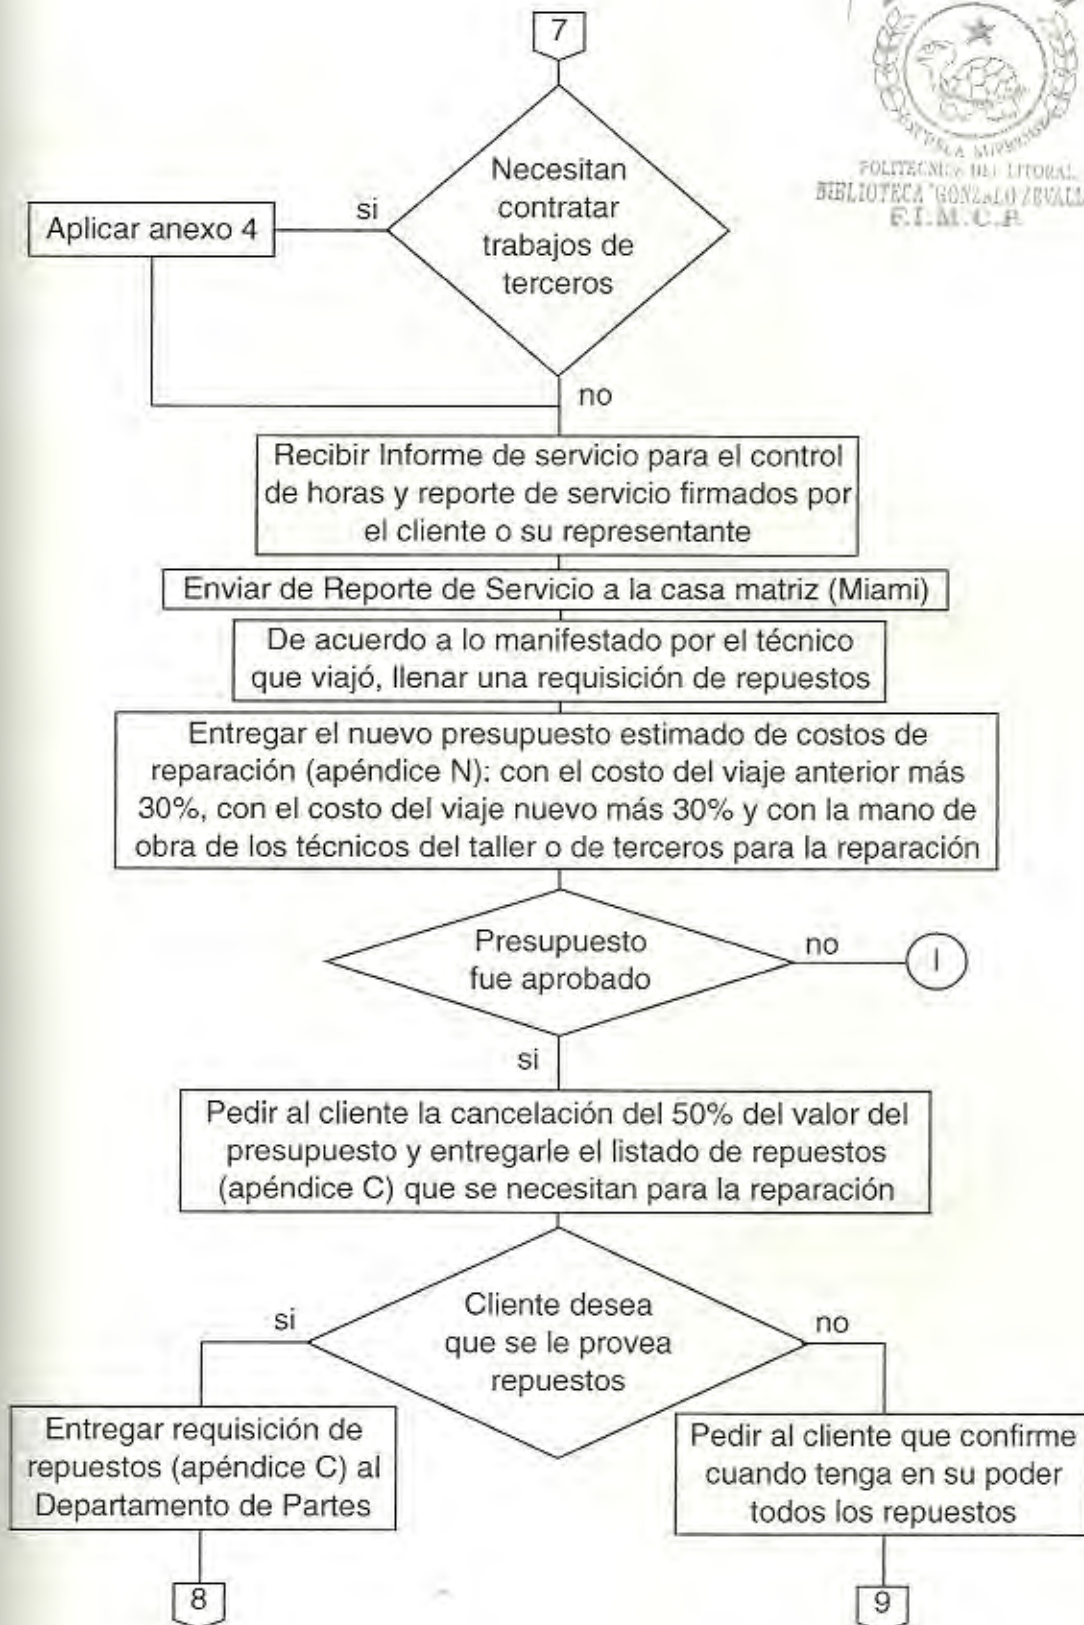 7
POLITECNICA DEL LITORAL
BIBLIOTECA "GONZALO ZEVALL
F.I.M.C.P.
Necesitan
contratar
trabajos de
terceros
si
Aplicar anexo 4
no
Recibir Informe de servicio para el control
de horas y reporte de servicio firmados por
el cliente o su representante
Enviar de Reporte de Servicio a la casa matriz (Miami)
De acuerdo a lo manifestado por el técnico
que viajó, llenar una requisición de repuestos
Entregar el nuevo presupuesto estimado de costos de
reparación (apéndice N): con el costo del viaje anterior más
30%, con el costo del viaje nuevo más 30% y con la mano de
obra de los técnicos del taller o de terceros para la reparación
Presupuesto
fue aprobado
no
I
si
Pedir al cliente la cancelación del 50% del valor del
presupuesto y entregarle el listado de repuestos
(apéndice C) que se necesitan para la reparación
Cliente desea
que se le provea
repuestos
si
no
Entregar requisición de
repuestos (apéndice C) al
Departamento de Partes
Pedir al cliente que confirme
cuando tenga en su poder
todos los repuestos
8
9